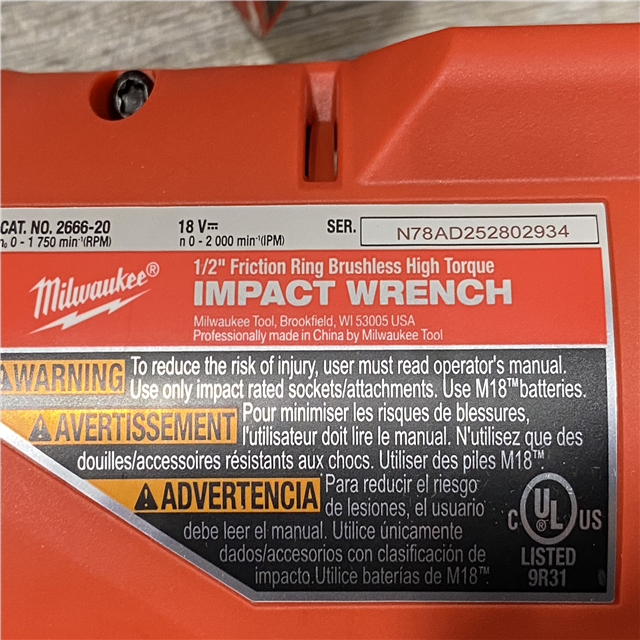 CAT. NO. 2666-20 18 V⎓ SER. N78AD252802934
n₀ 0 - 1 750 min⁻¹(RPM) n 0 - 2 000 min⁻¹(IPM)
Milwaukee®
1/2" Friction Ring Brushless High Torque
IMPACT WRENCH
Milwaukee Tool, Brookfield, WI 53005 USA
Professionally made in China by Milwaukee Tool
WARNING To reduce the risk of injury, user must read operator's manual.
Use only impact rated sockets/attachments. Use M18™batteries.
AVERTISSEMENT Pour minimiser les risques de blessures,
l'utilisateur doit lire le manual. N'utilisez que des
douilles/accessoires résistants aux chocs. Utiliser des piles M18™.
ADVERTENCIA Para reducir el riesgo
de lesiones, el usuario
debe leer el manual. Utilice únicamente
dados/accesorios con clasificación de
impacto.Utilice baterías de M18™.
C UL® US
LISTED
9R31